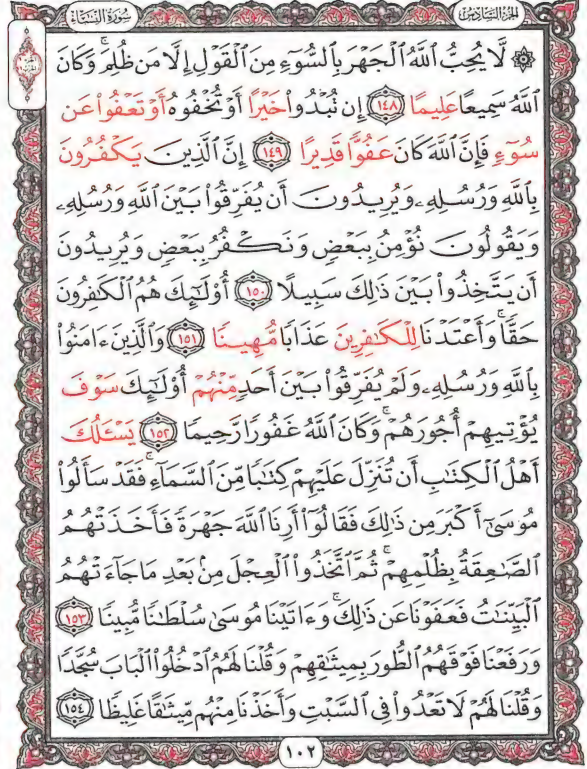 الجزء السادس
سورة النساء
۞ لَّا يُحِبُّ ٱللَّهُ ٱلْجَهْرَ بِٱلسُّوٓءِ مِنَ ٱلْقَوْلِ إِلَّا مَن ظُلِمَ ۚ وَكَانَ
ٱللَّهُ سَمِيعًا عَلِيمًا ١٤٨ إِن تُبْدُوا۟ خَيْرًا أَوْ تُخْفُوهُ أَوْ تَعْفُوا۟ عَن
سُوٓءٍ فَإِنَّ ٱللَّهَ كَانَ عَفُوًّا قَدِيرًا ١٤٩ إِنَّ ٱلَّذِينَ يَكْفُرُونَ
بِٱللَّهِ وَرُسُلِهِۦ وَيُرِيدُونَ أَن يُفَرِّقُوا۟ بَيْنَ ٱللَّهِ وَرُسُلِهِۦ
وَيَقُولُونَ نُؤْمِنُ بِبَعْضٍ وَنَكْفُرُ بِبَعْضٍ وَيُرِيدُونَ
أَن يَتَّخِذُوا۟ بَيْنَ ذَٰلِكَ سَبِيلًا ١٥٠ أُو۟لَٰٓئِكَ هُمُ ٱلْكَٰفِرُونَ
حَقًّا ۚ وَأَعْتَدْنَا لِلْكَٰفِرِينَ عَذَابًا مُّهِينًا ١٥١ وَٱلَّذِينَ ءَامَنُوا۟
بِٱللَّهِ وَرُسُلِهِۦ وَلَمْ يُفَرِّقُوا۟ بَيْنَ أَحَدٍ مِّنْهُمْ أُو۟لَٰٓئِكَ سَوْفَ
يُؤْتِيهِمْ أُجُورَهُمْ ۗ وَكَانَ ٱللَّهُ غَفُورًا رَّحِيمًا ١٥٢ يَسْـَٔلُكَ
أَهْلُ ٱلْكِتَٰبِ أَن تُنَزِّلَ عَلَيْهِمْ كِتَٰبًا مِّنَ ٱلسَّمَآءِ ۚ فَقَدْ سَأَلُوا۟
مُوسَىٰٓ أَكْبَرَ مِن ذَٰلِكَ فَقَالُوٓا۟ أَرِنَا ٱللَّهَ جَهْرَةً فَأَخَذَتْهُمُ
ٱلصَّٰعِقَةُ بِظُلْمِهِمْ ۚ ثُمَّ ٱتَّخَذُوا۟ ٱلْعِجْلَ مِنۢ بَعْدِ مَا جَآءَتْهُمُ
ٱلْبَيِّنَٰتُ فَعَفَوْنَا عَن ذَٰلِكَ ۚ وَءَاتَيْنَا مُوسَىٰ سُلْطَٰنًا مُّبِينًا ١٥٣
وَرَفَعْنَا فَوْقَهُمُ ٱلطُّورَ بِمِيثَٰقِهِمْ وَقُلْنَا لَهُمُ ٱدْخُلُوا۟ ٱلْبَابَ سُجَّدًا
وَقُلْنَا لَهُمْ لَا تَعْدُوا۟ فِى ٱلسَّبْتِ وَأَخَذْنَا مِنْهُم مِّيثَٰقًا غَلِيظًا ١٥٤
١٠٢